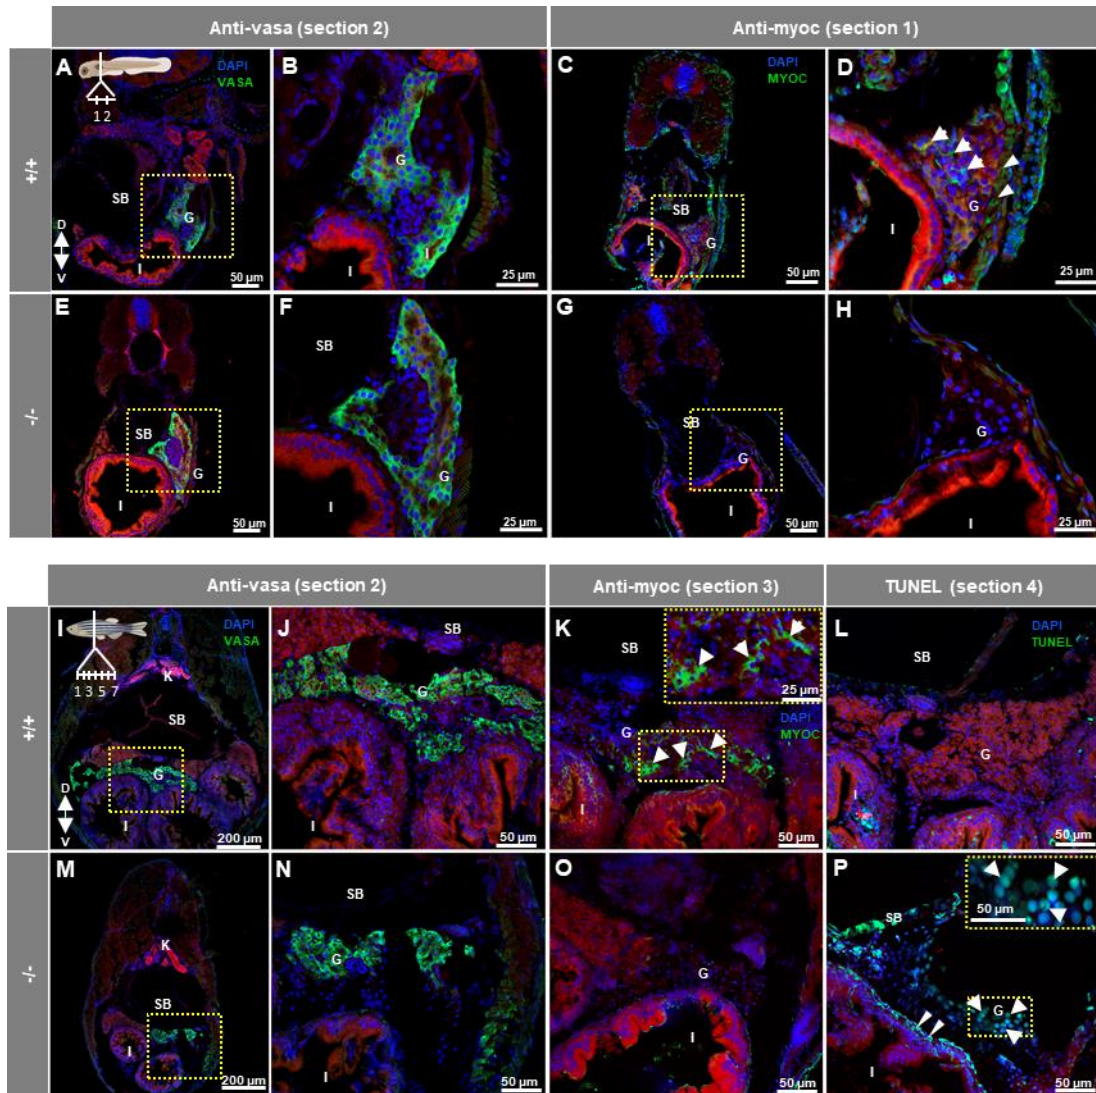 Anti-vasa (section 2) Anti-myoc (section 1)
+/+
A DAPI VASA 1 2 SB G I D V 50 µm
B G I I 25 µm
C DAPI MYOC SB I G 50 µm
D G I 25 µm
-/-
E SB G I 50 µm
F SB G I 25 µm
G SB G I 50 µm
H G I 25 µm
Anti-vasa (section 2) Anti-myoc (section 3) TUNEL (section 4)
+/+
I DAPI VASA 1 3 5 7 K SB G I D V 200 µm
J SB G I 50 µm
K SB 25 µm DAPI MYOC G I 50 µm
L DAPI TUNEL SB G I 50 µm
-/-
M K SB I 200 µm
N SB G I 50 µm
O G I 50 µm
P 50 µm SB G I 50 µm